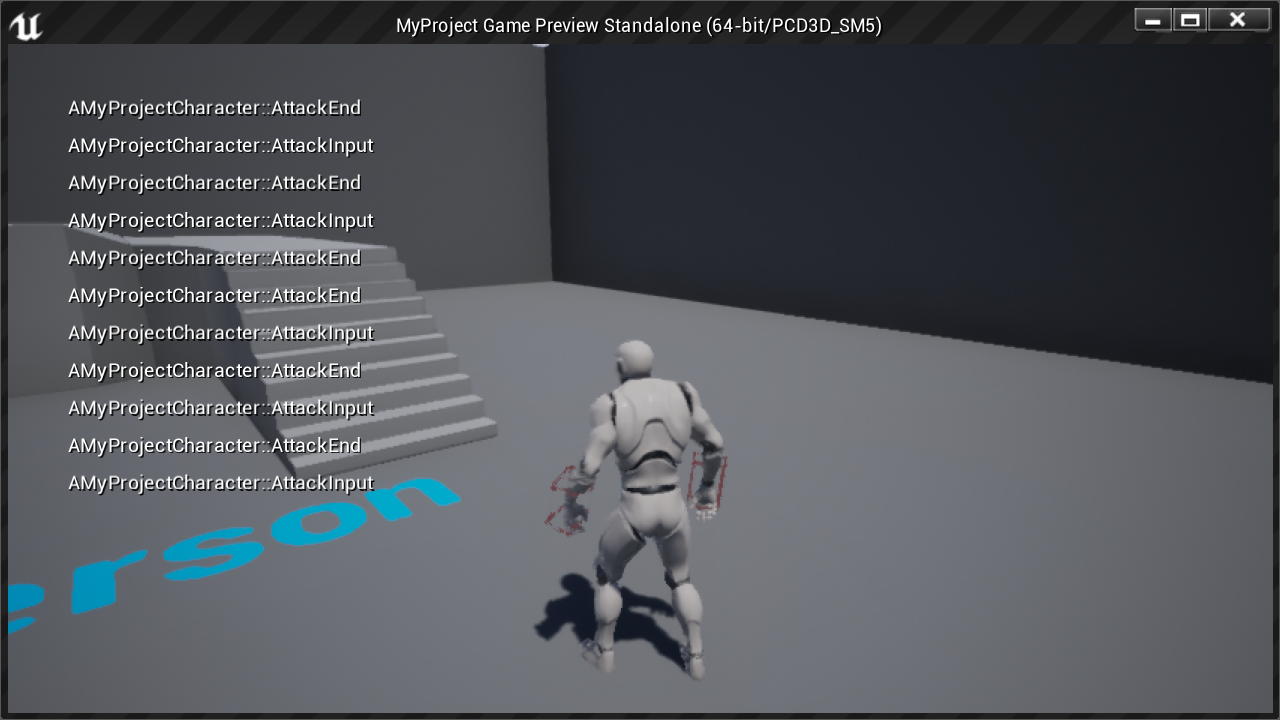 MyProject Game Preview Standalone (64-bit/PCD3D_SM5)
AMyProjectCharacter::AttackEnd
AMyProjectCharacter::AttackInput
AMyProjectCharacter::AttackEnd
AMyProjectCharacter::AttackInput
AMyProjectCharacter::AttackEnd
AMyProjectCharacter::AttackEnd
AMyProjectCharacter::AttackInput
AMyProjectCharacter::AttackEnd
AMyProjectCharacter::AttackInput
AMyProjectCharacter::AttackEnd
AMyProjectCharacter::AttackInput
erson